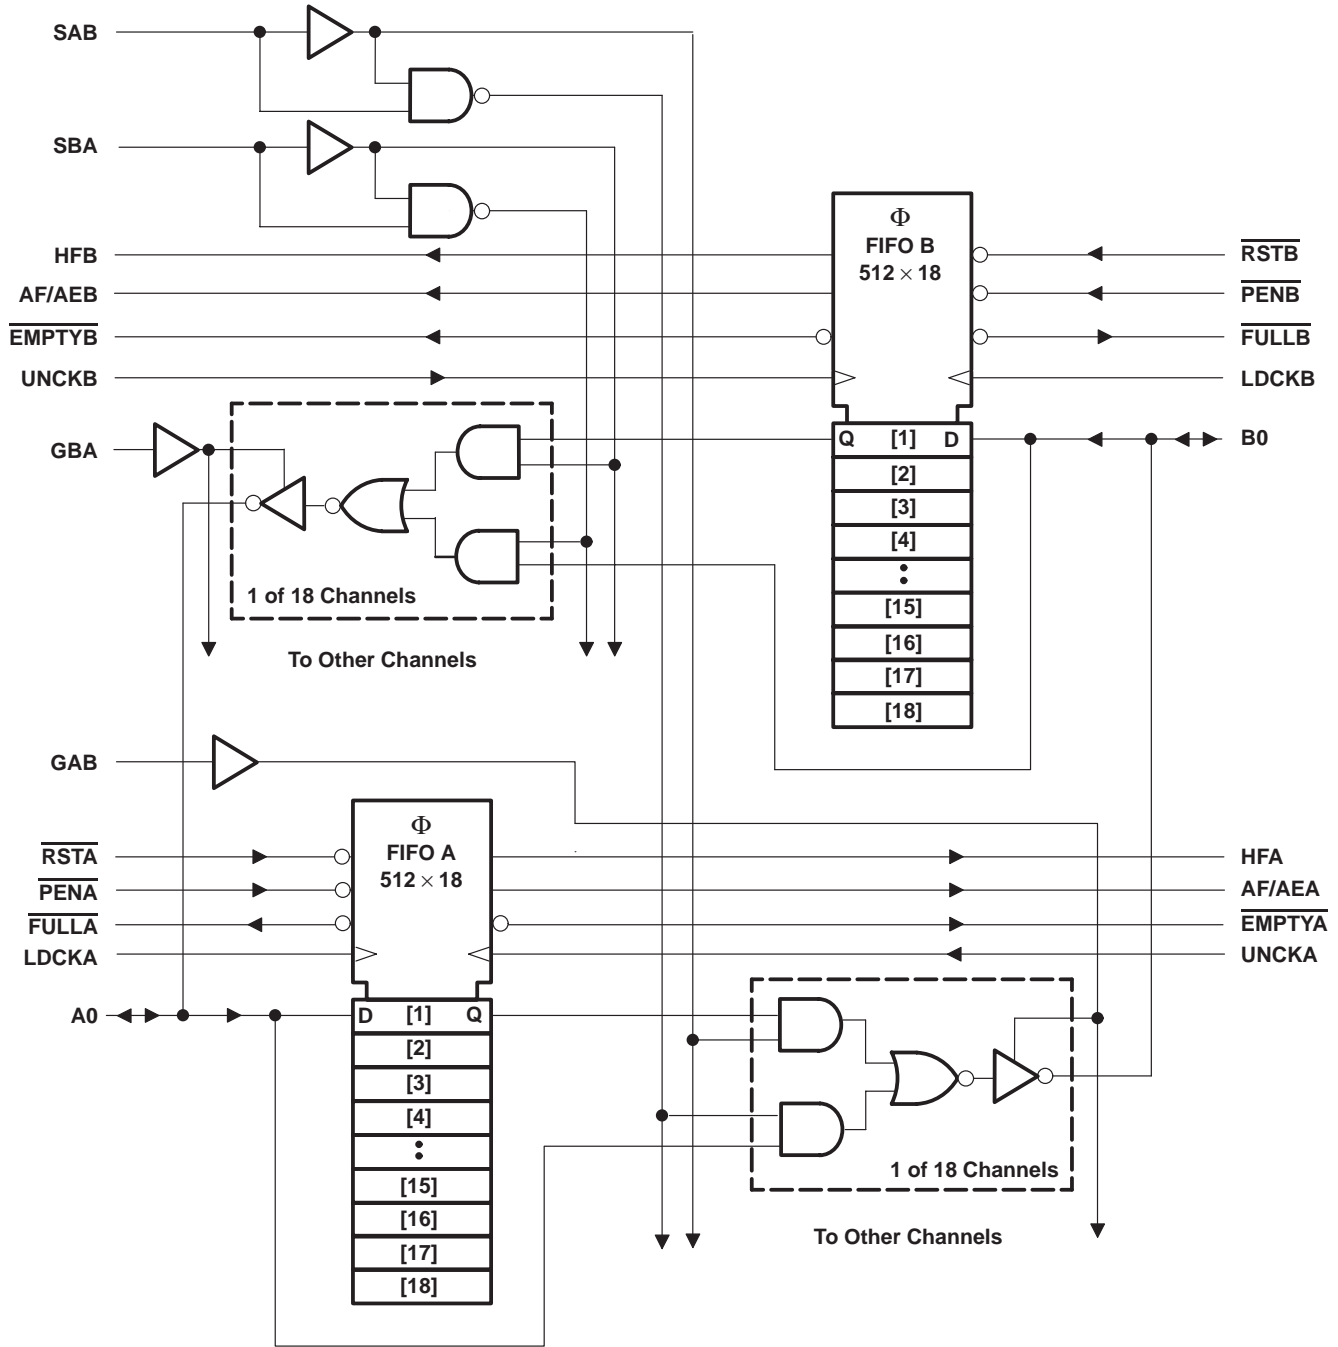 SAB
SBA
Φ
FIFO B
512 × 18
HFB
RSTB
AF/AEB
PENB
EMPTYB
FULLB
UNCKB
LDCKB
GBA
Q [1] D
B0
[2]
[3]
[4]
[15]
[16]
[17]
[18]
1 of 18 Channels
To Other Channels
GAB
Φ
FIFO A
512 × 18
RSTA
HFA
PENA
AF/AEA
FULLA
EMPTYA
LDCKA
UNCKA
A0
D [1] Q
[2]
[3]
[4]
[15]
[16]
[17]
[18]
1 of 18 Channels
To Other Channels